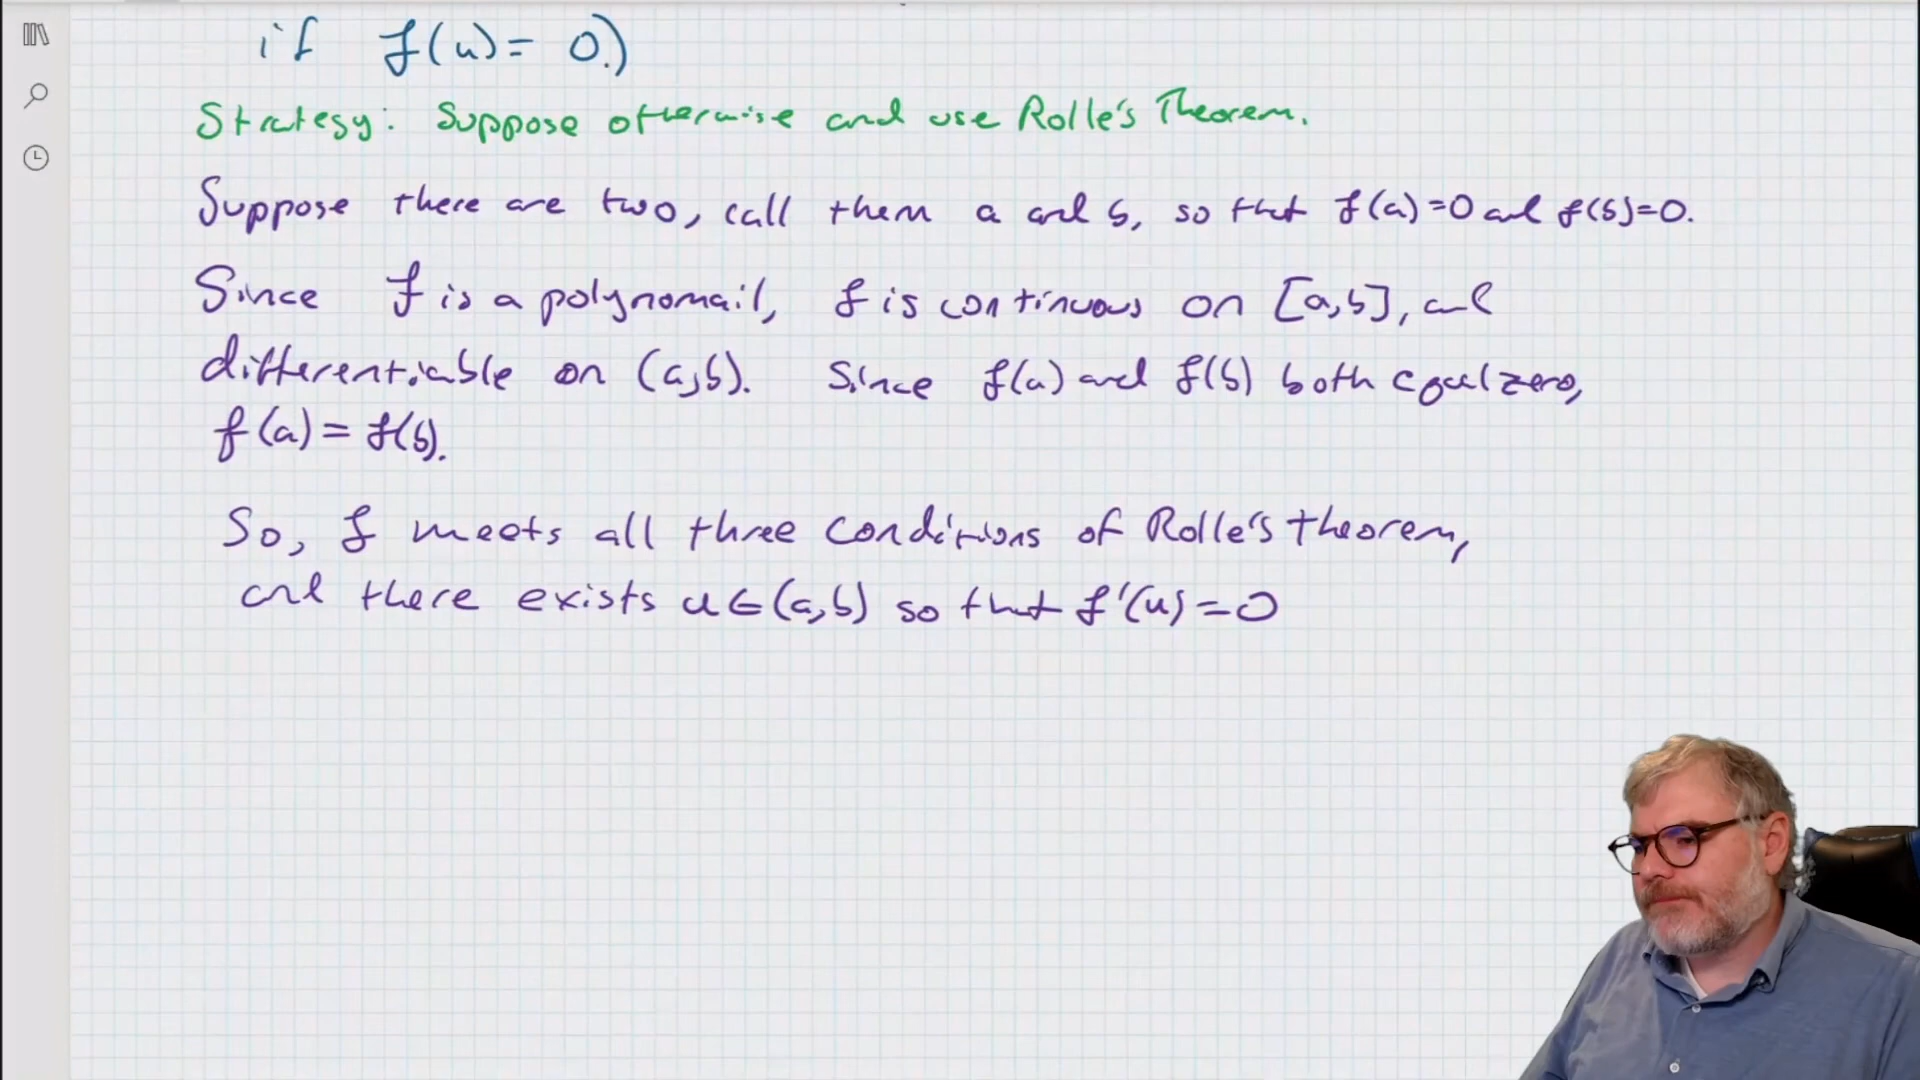 if f(u) = 0.)
Strategy: Suppose otherwise and use Rolle's Theorem.
Suppose there are two, call them a and b, so that f(a)=0 and f(b)=0.
Since f is a polynomail, f is continuous on [a,b], and
differentiable on (a,b). Since f(a) and f(b) both equal zero,
f(a) = f(b).
So, f meets all three conditions of Rolle's theorem,
and there exists u∈(a,b) so that f'(u)=0